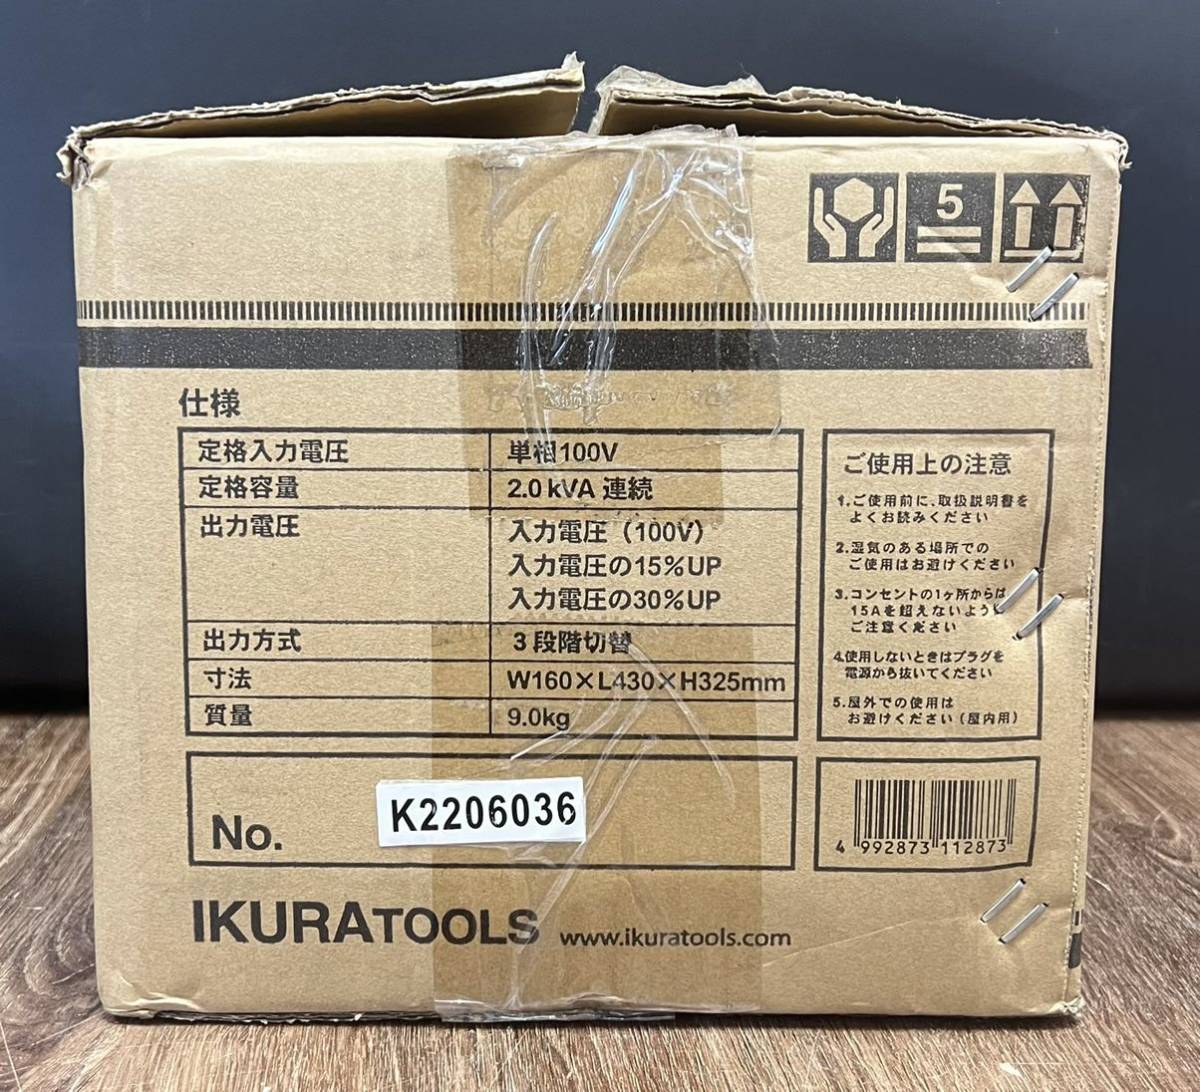 5
仕様
定格入力電圧 単相100V
定格容量 2.0kVA 連続
出力電圧 入力電圧（100V）
入力電圧の15%UP
入力電圧の30%UP
出力方式 3段階切替
寸法 W160×L430×H325mm
質量 9.0kg
ご使用上の注意
1.ご使用前に、取扱説明書を
よくお読みください
2.湿気のある場所での
ご使用はお避けください
3.コンセントの1ヶ所からは
15Aを超えないよう
ご注意ください
4.使用しないときはプラグを
電源から抜いてください
5.屋外での使用は
お避けください（屋内用）
No. K2206036
4 992873 112873
IKURATOOLS www.ikuratools.com